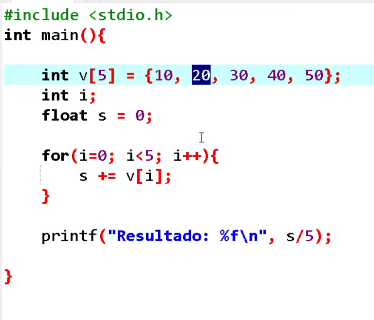 #include <stdio.h>
int main(){
int v[5] = {10, 20, 30, 40, 50};
int i;
float s = 0;
for(i=0; i<5; i++){
s += v[i];
}
printf("Resultado: %f\n", s/5);
}